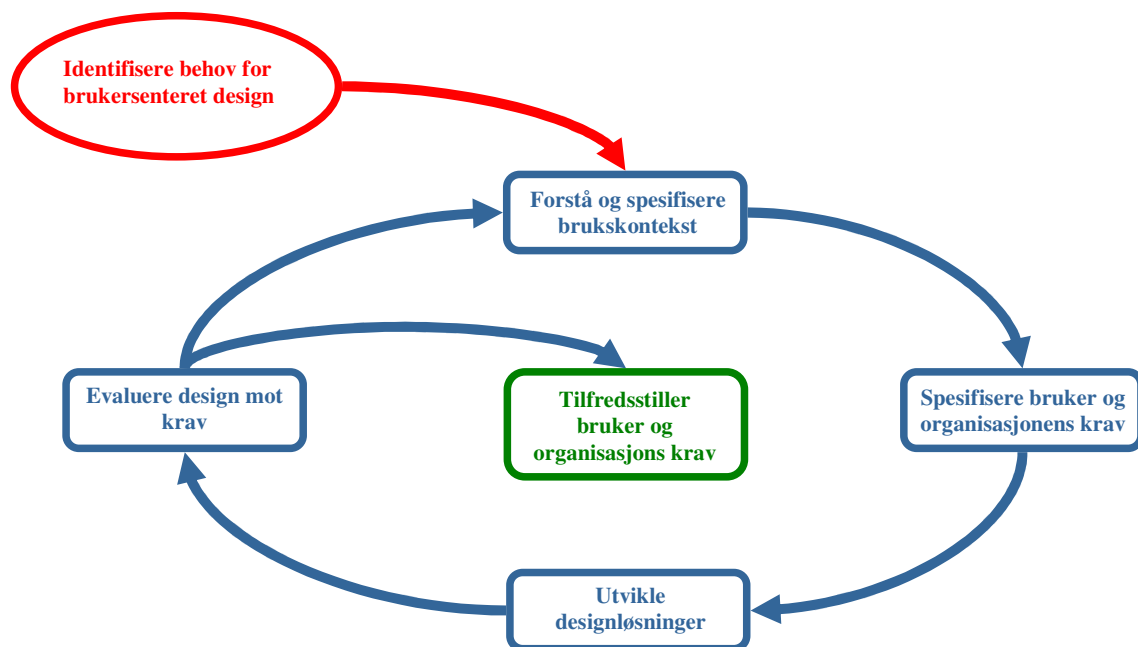 Identifisere behov for
brukersenteret design
Forstå og spesifisere
brukskontekst
Evaluere design mot
krav
Tilfredsstiller
bruker og
organisasjons krav
Spesifisere bruker og
organisasjonens krav
Utvikle
designløsninger